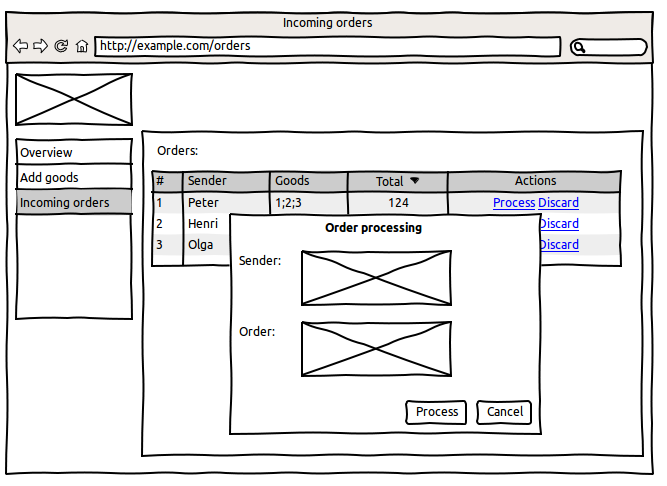 Incoming orders
http://example.com/orders
Overview
Add goods
Incoming orders
Orders:
# Sender Goods Total Actions
1 Peter 1;2;3 124 Process Discard
2 Henri Discard
3 Olga Discard
Order processing
Sender:
Order:
Process Cancel